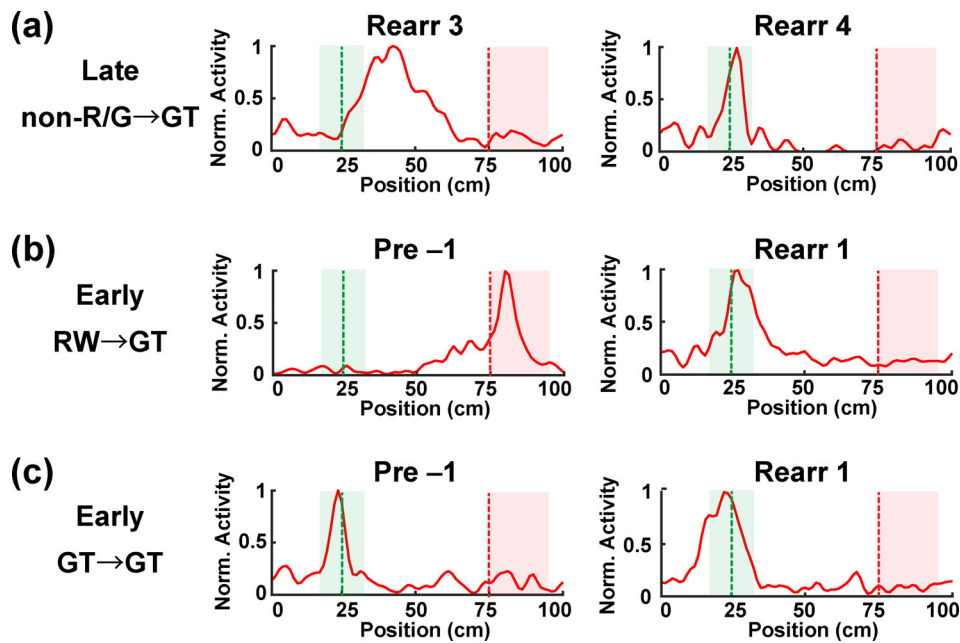 (a)
Late
non-R/G→GT
Rearr 3
Norm. Activity
1
0.5
0
0
25
50
75
100
Position (cm)
Rearr 4
Norm. Activity
1
0.5
0
0
25
50
75
100
Position (cm)
(b)
Early
RW→GT
Pre –1
Norm. Activity
1
0.5
0
0
25
50
75
100
Position (cm)
Rearr 1
Norm. Activity
1
0.5
0
0
25
50
75
100
Position (cm)
(c)
Early
GT→GT
Pre –1
Norm. Activity
1
0.5
0
0
25
50
75
100
Position (cm)
Rearr 1
Norm. Activity
1
0.5
0
0
25
50
75
100
Position (cm)